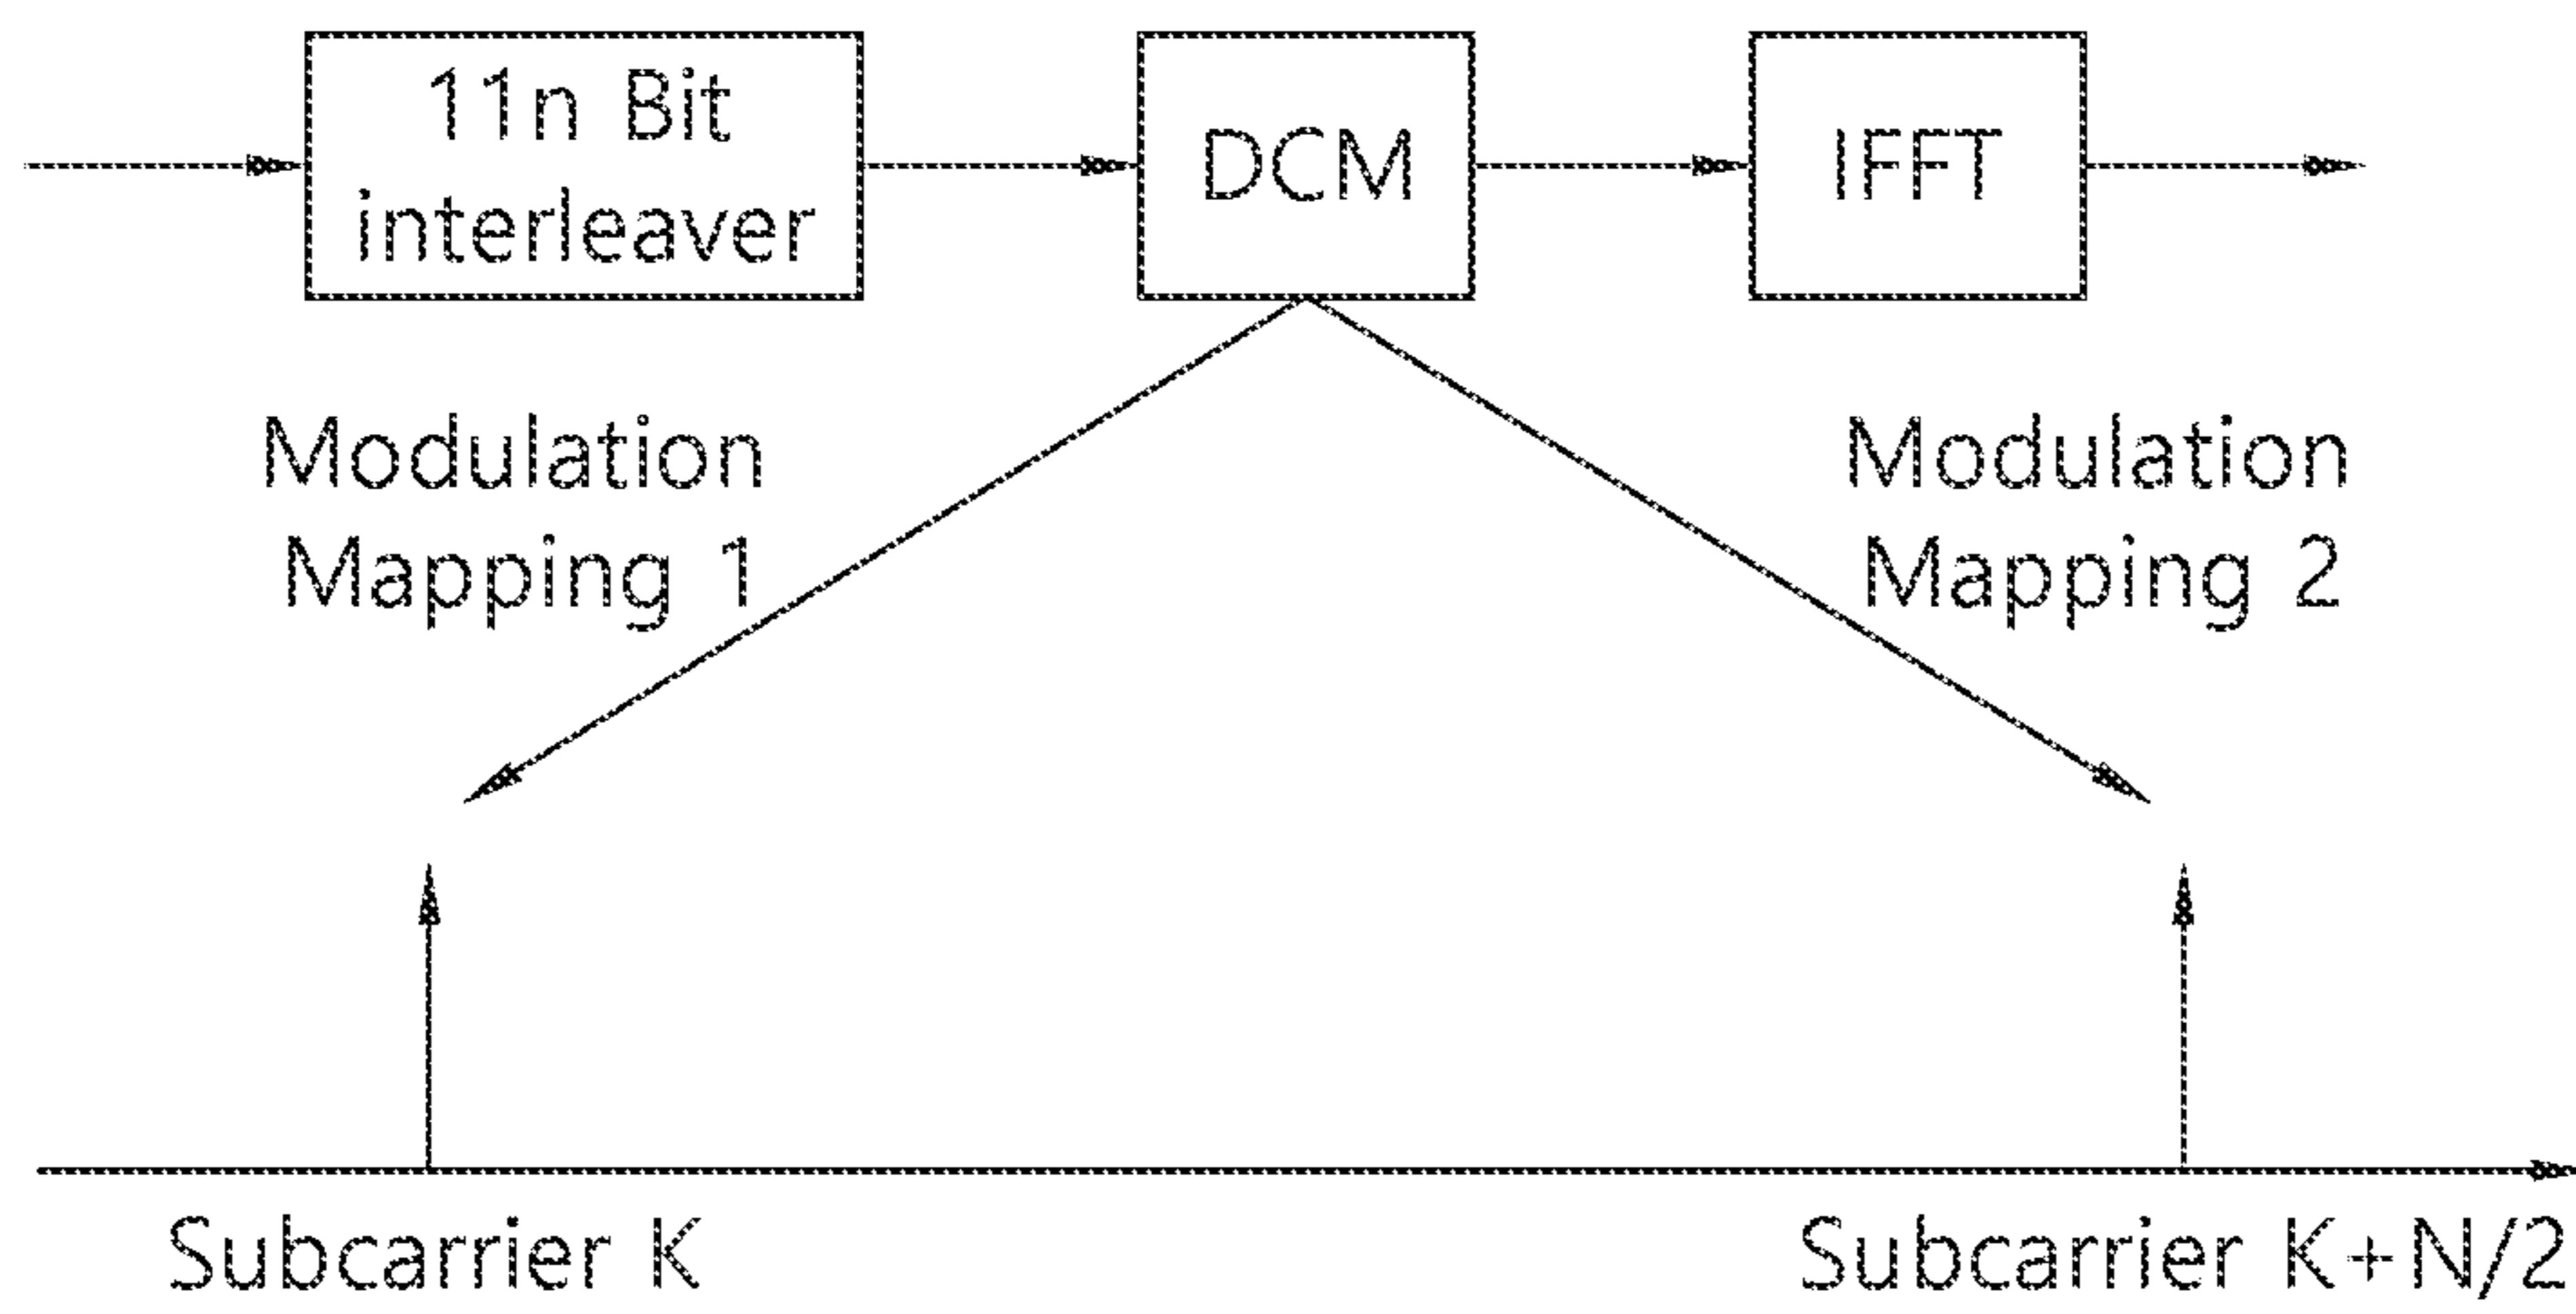 11n Bit
interleaver
DCM
IFFT
Modulation
Mapping 1
Modulation
Mapping 2
Subcarrier K
Subcarrier K+N/2